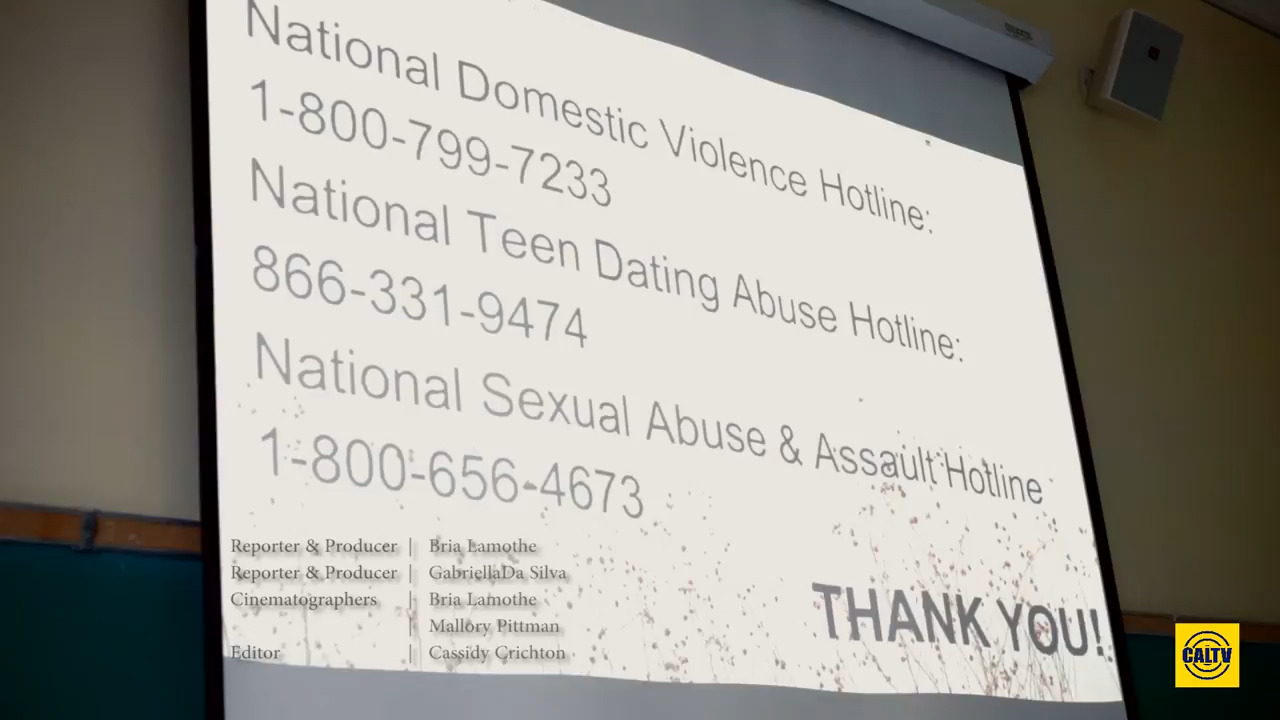 National Domestic Violence Hotline:
1-800-799-7233
National Teen Dating Abuse Hotline:
866-331-9474
National Sexual Abuse & Assault Hotline
1-800-656-4673
Reporter & Producer | Bria Lamothe
Reporter & Producer | GabriellaDa Silva
Cinematographers | Bria Lamothe
| Mallory Pittman
Editor | Cassidy Crichton
THANK YOU!
CALTV